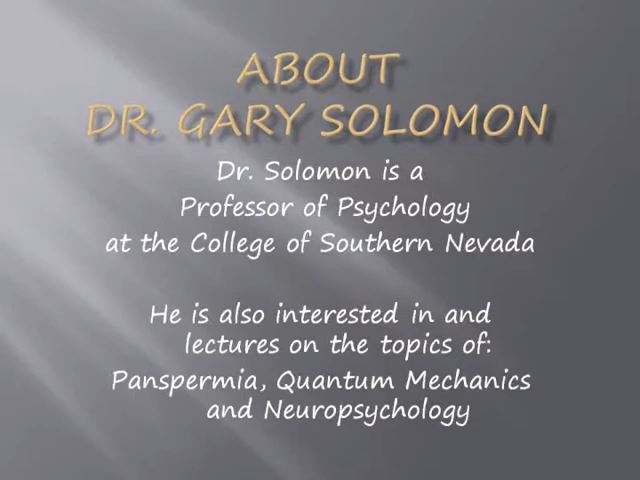 ABOUT
DR. GARY SOLOMON
Dr. Solomon is a
Professor of Psychology
at the College of Southern Nevada
He is also interested in and
lectures on the topics of:
Panspermia, Quantum Mechanics
and Neuropsychology